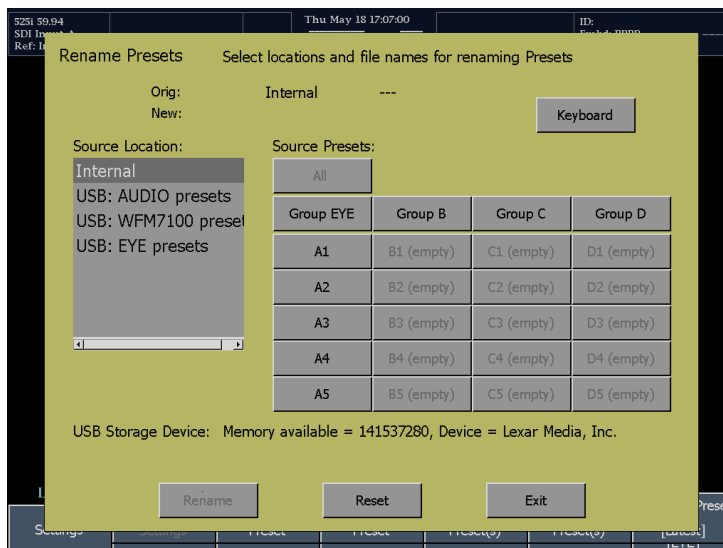 525i 59.94
Thu May 18 17:07:00
ID:
SDI
Ref:
Rename Presets
Select locations and file names for renaming Presets
Orig:
Internal
---
New:
Keyboard
Source Location:
Source Presets:
Internal
USB: AUDIO presets
USB: WFM7100 preset
USB: EYE presets
All
Group EYE
Group B
Group C
Group D
A1
B1 (empty)
C1 (empty)
D1 (empty)
A2
B2 (empty)
C2 (empty)
D2 (empty)
A3
B3 (empty)
C3 (empty)
D3 (empty)
A4
B4 (empty)
C4 (empty)
D4 (empty)
A5
B5 (empty)
C5 (empty)
D5 (empty)
USB Storage Device: Memory available = 141537280, Device = Lexar Media, Inc.
Rename
Reset
Exit